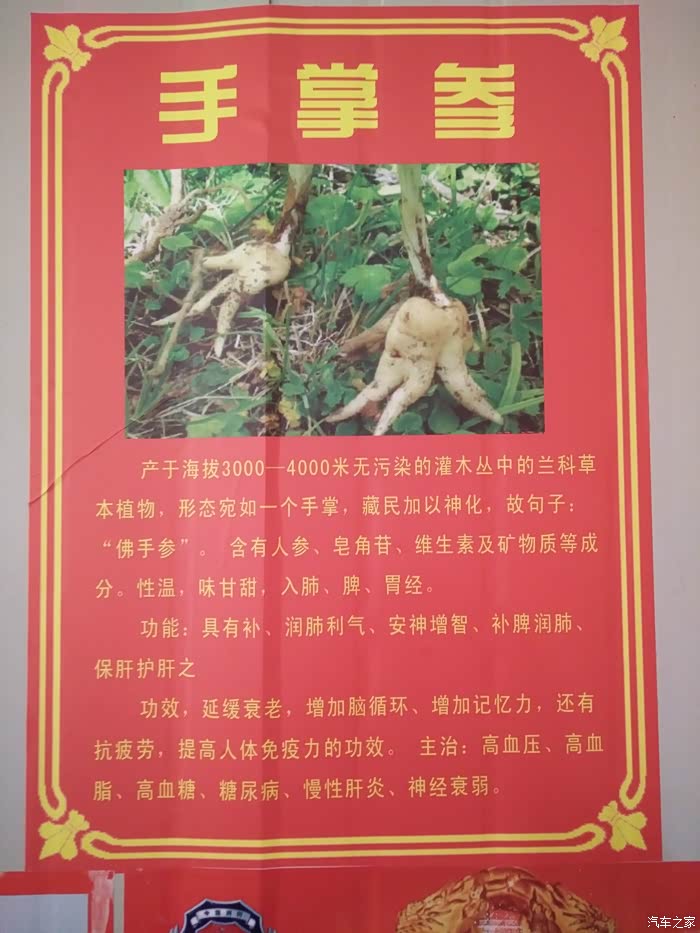 手掌参
产于海拔3000—4000米无污染的灌木丛中的兰科草
本植物，形态宛如一个手掌，藏民加以神化，故句子：
“佛手参”。 含有人参、皂角苷、维生素及矿物质等成
分。性温，味甘甜，入肺、脾、胃经。
功能：具有补、润肺利气、安神增智、补脾润肺、
保肝护肝之
功效，延缓衰老，增加脑循环、增加记忆力，还有
抗疲劳，提高人体免疫力的功效。 主治：高血压、高血
脂、高血糖、糖尿病、慢性肝炎、神经衰弱。
汽车之家